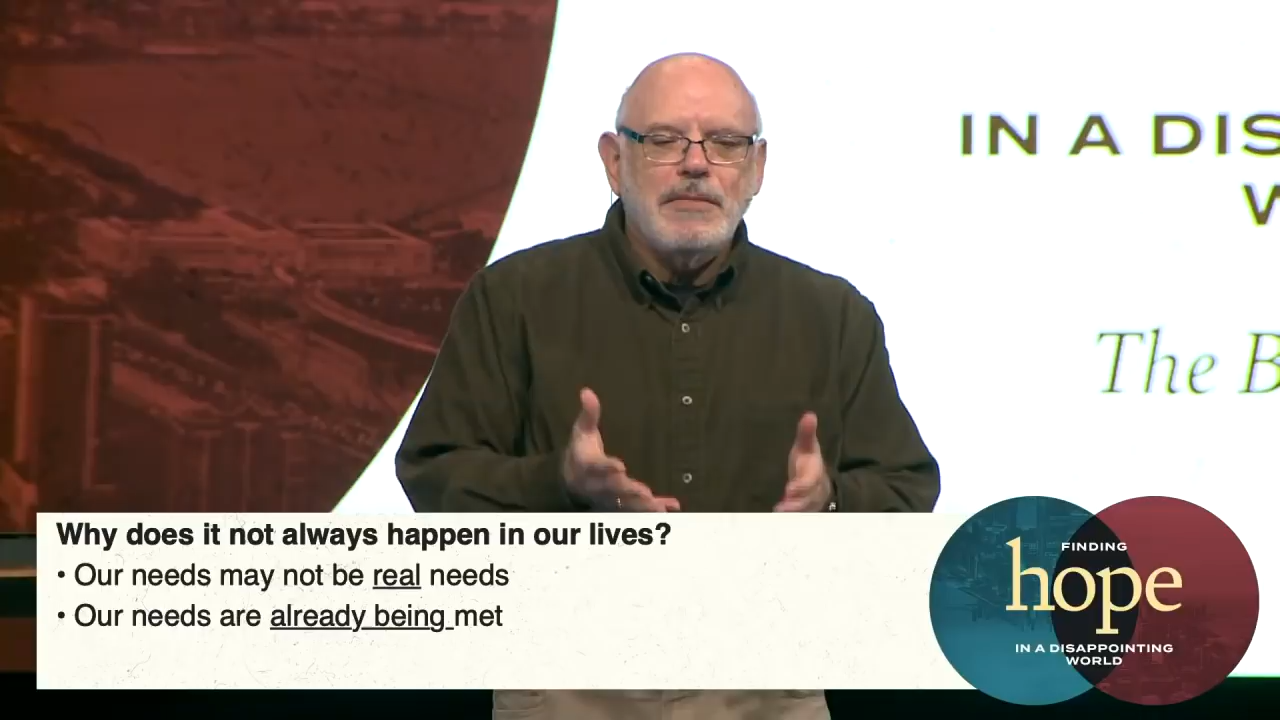 IN A DIS
W
The B
Why does it not always happen in our lives?
• Our needs may not be real needs
• Our needs are already being met
FINDING
hope
IN A DISAPPOINTING
WORLD